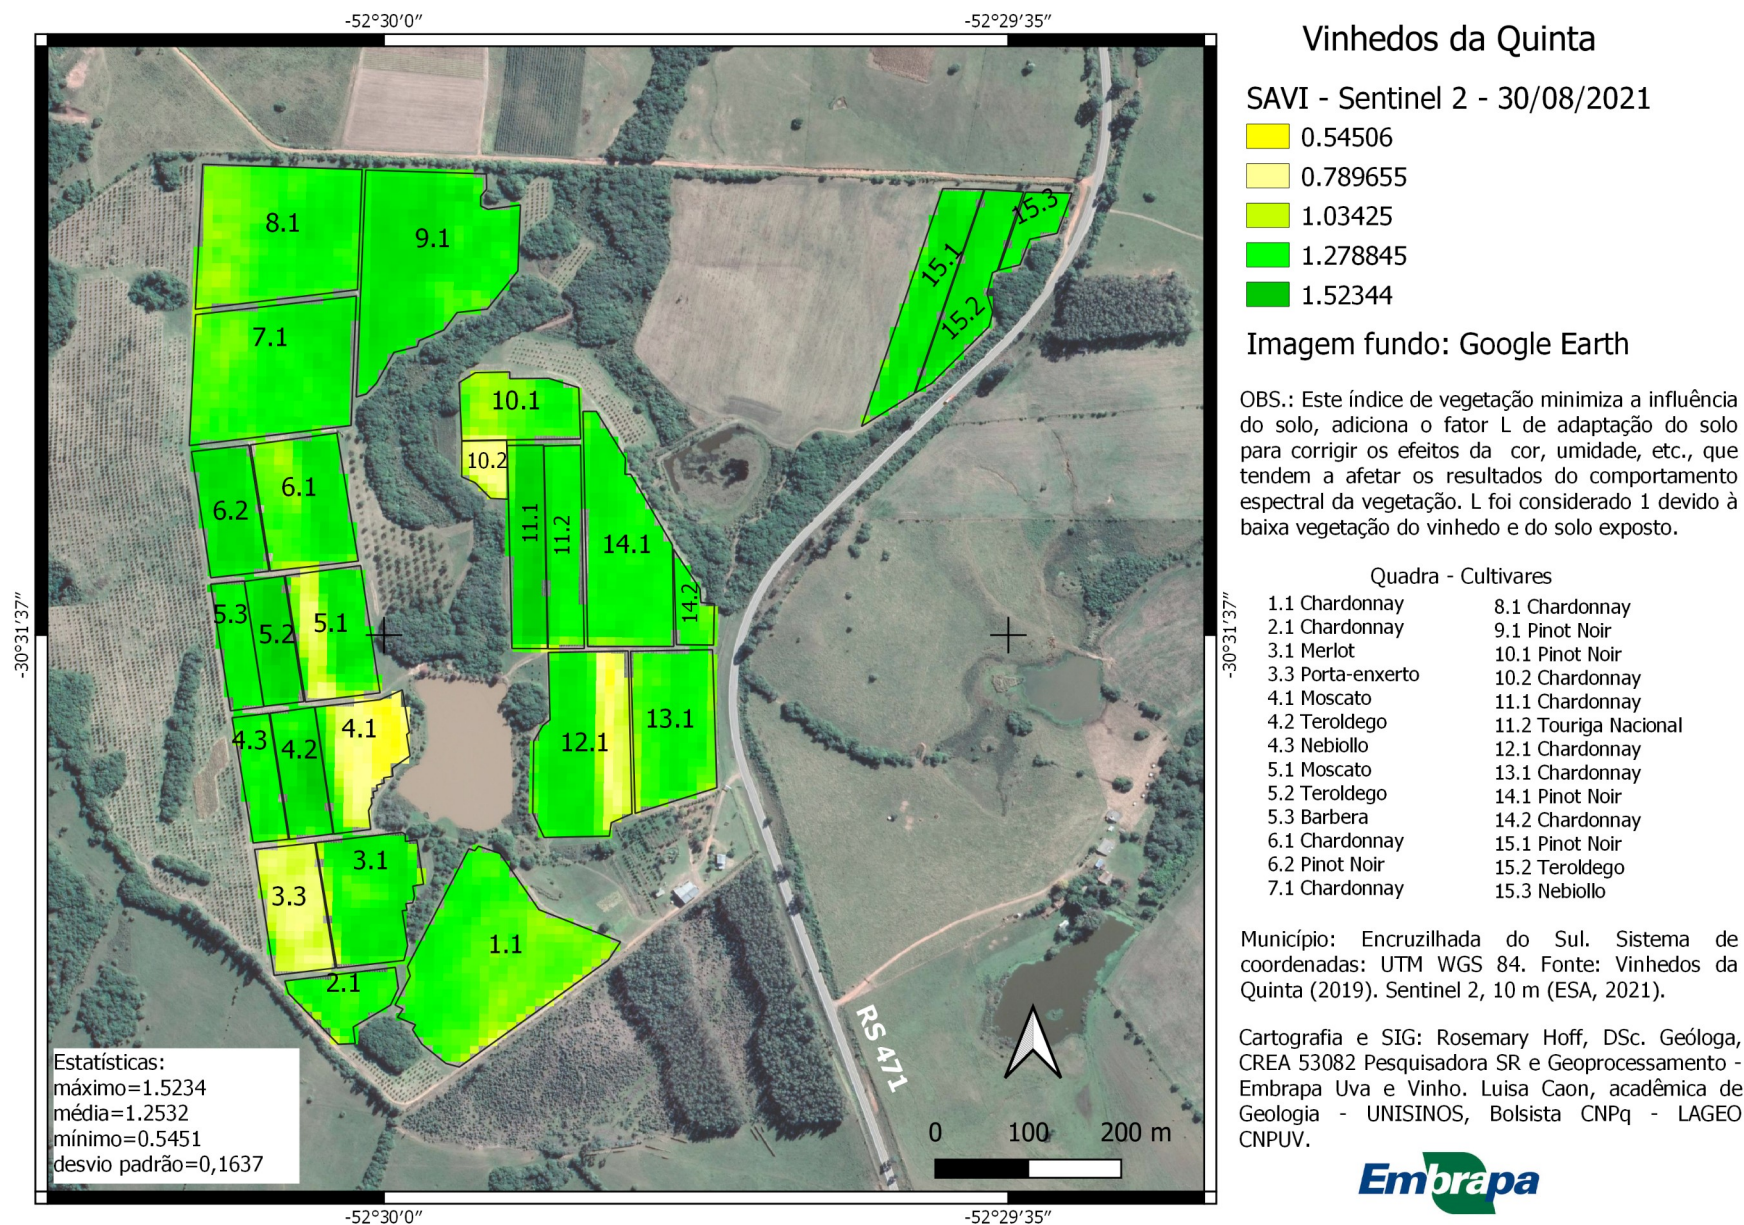 -52°30'0"
-52°29'35"
Vinhedos da Quinta
SAVI - Sentinel 2 - 30/08/2021
0.54506
0.789655
1.03425
1.278845
1.52344
Imagem fundo: Google Earth
OBS.: Este índice de vegetação minimiza a influência
do solo, adiciona o fator L de adaptação do solo
para corrigir os efeitos da cor, umidade, etc., que
tendem a afetar os resultados do comportamento
espectral da vegetação. L foi considerado 1 devido à
baixa vegetação do vinhedo e do solo exposto.
Quadra - Cultivares
1.1 Chardonnay
2.1 Chardonnay
3.1 Merlot
3.3 Porta-enxerto
4.1 Moscato
4.2 Teroldego
4.3 Nebiollo
5.1 Moscato
5.2 Teroldego
5.3 Barbera
6.1 Chardonnay
6.2 Pinot Noir
7.1 Chardonnay
8.1 Chardonnay
9.1 Pinot Noir
10.1 Pinot Noir
10.2 Chardonnay
11.1 Chardonnay
11.2 Touriga Nacional
12.1 Chardonnay
13.1 Chardonnay
14.1 Pinot Noir
14.2 Chardonnay
15.1 Pinot Noir
15.2 Teroldego
15.3 Nebiollo
Município: Encruzilhada do Sul. Sistema de
coordenadas: UTM WGS 84. Fonte: Vinhedos da
Quinta (2019). Sentinel 2, 10 m (ESA, 2021).
Cartografia e SIG: Rosemary Hoff, DSc. Geóloga,
CREA 53082 Pesquisadora SR e Geoprocessamento -
Embrapa Uva e Vinho. Luisa Caon, acadêmica de
Geologia - UNISINOS, Bolsista CNPq - LAGEO
CNPUV.
Embrapa
8.1
9.1
15.3
15.1
15.2
7.1
10.1
10.2
6.1
6.2
11.1
11.2
14.1
14.2
5.3
5.2
5.1
4.3
4.2
4.1
12.1
13.1
3.1
3.3
1.1
2.1
-30°31'37"
-30°31'37"
RS 471
Estatísticas:
máximo=1.5234
média=1.2532
mínimo=0.5451
desvio padrão=0,1637
0 100 200 m
-52°30'0"
-52°29'35"